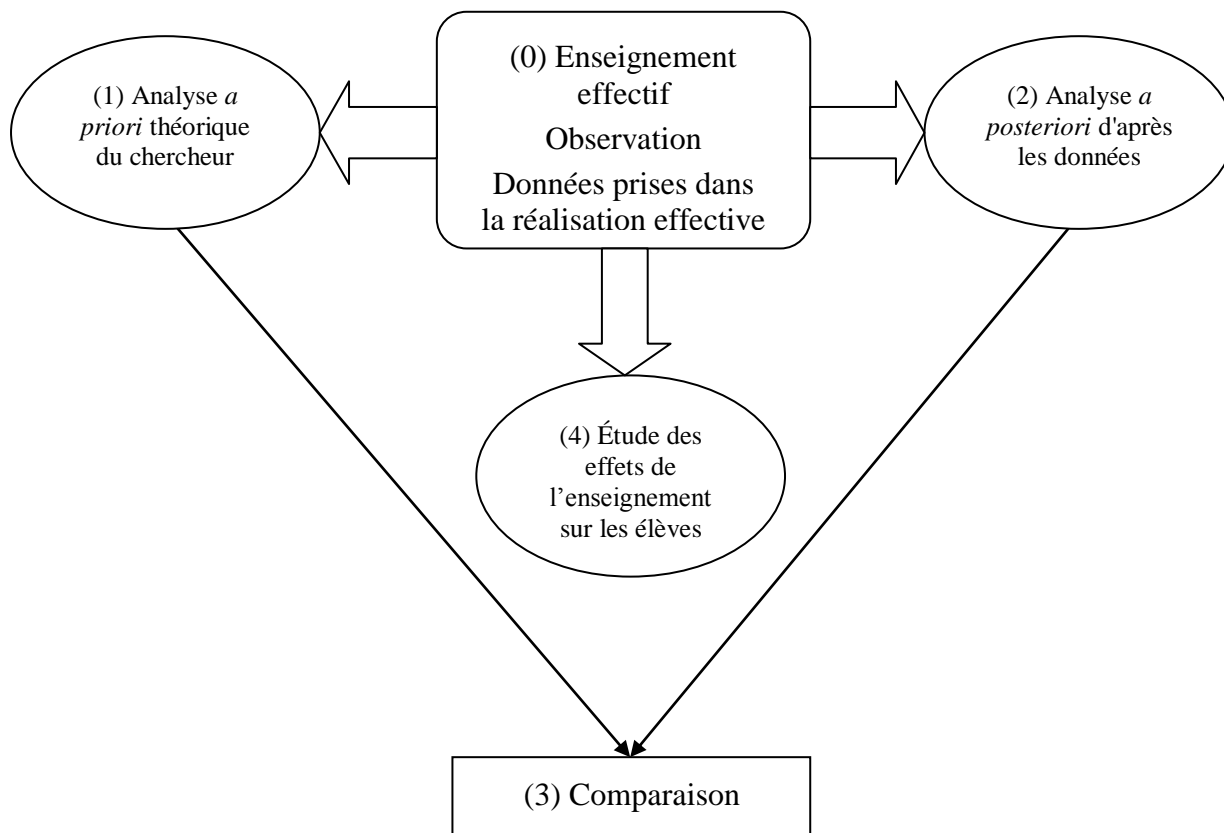 (0) Enseignement
effectif
Observation
Données prises dans
la réalisation effective
(1) Analyse a
priori théorique
du chercheur
(2) Analyse a
posteriori d'après
les données
(4) Étude des
effets de
l’enseignement
sur les élèves
(3) Comparaison